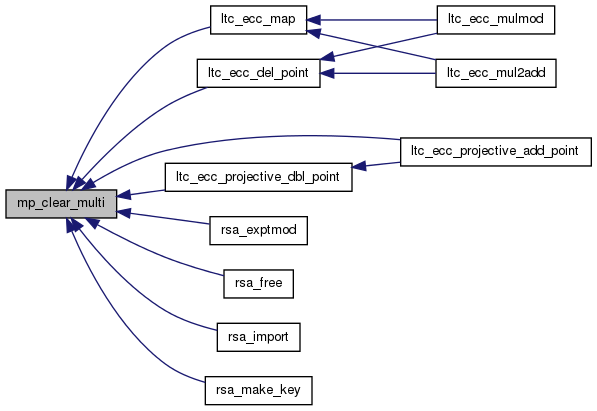 ltc_ecc_map
ltc_ecc_mulmod
ltc_ecc_del_point
ltc_ecc_mul2add
ltc_ecc_projective_add_point
ltc_ecc_projective_dbl_point
mp_clear_multi
rsa_exptmod
rsa_free
rsa_import
rsa_make_key